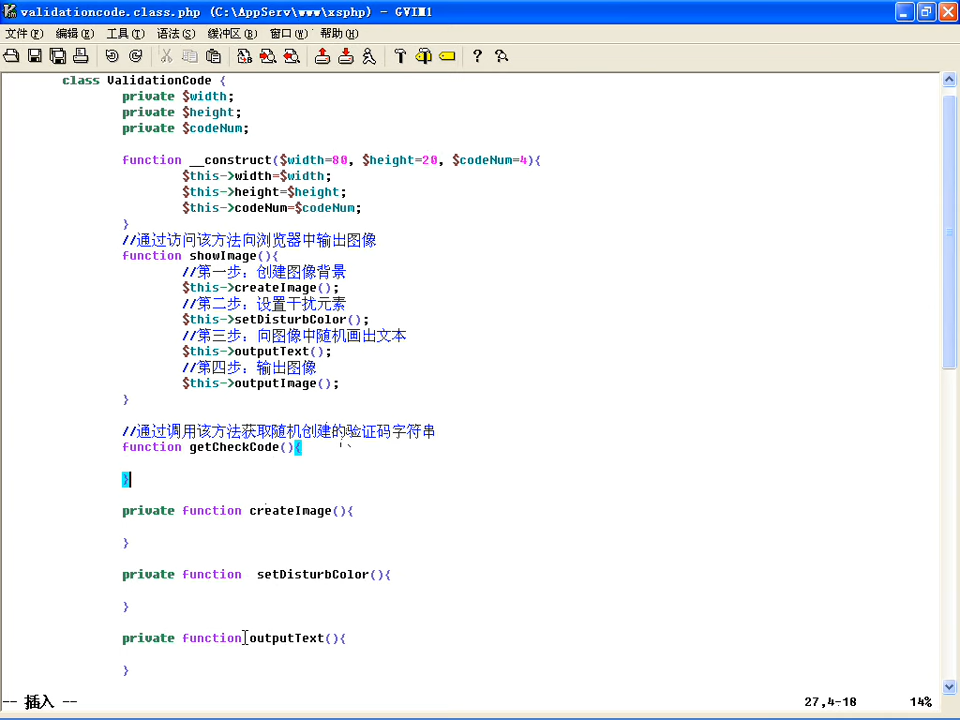 validationcode.class.php (C:\AppServ\www\xsphp) - GVIM1
文件(F) 编辑(E) 工具(T) 语法(S) 缓冲区(B) 窗口(W) 帮助(H)
class ValidationCode {
private $width;
private $height;
private $codeNum;
function __construct($width=80, $height=20, $codeNum=4){
$this->width=$width;
$this->height=$height;
$this->codeNum=$codeNum;
}
//通过访问该方法向浏览器中输出图像
function showImage(){
//第一步：创建图像背景
$this->createImage();
//第二步：设置干扰元素
$this->setDisturbColor();
//第三步：向图像中随机画出文本
$this->outputText();
//第四步：输出图像
$this->outputImage();
}
//通过调用该方法获取随机创建的验证码字符串
function getCheckCode(){
}
private function createImage(){
}
private function  setDisturbColor(){
}
private function outputText(){
}
-- 插入 --
27,4-18
14%